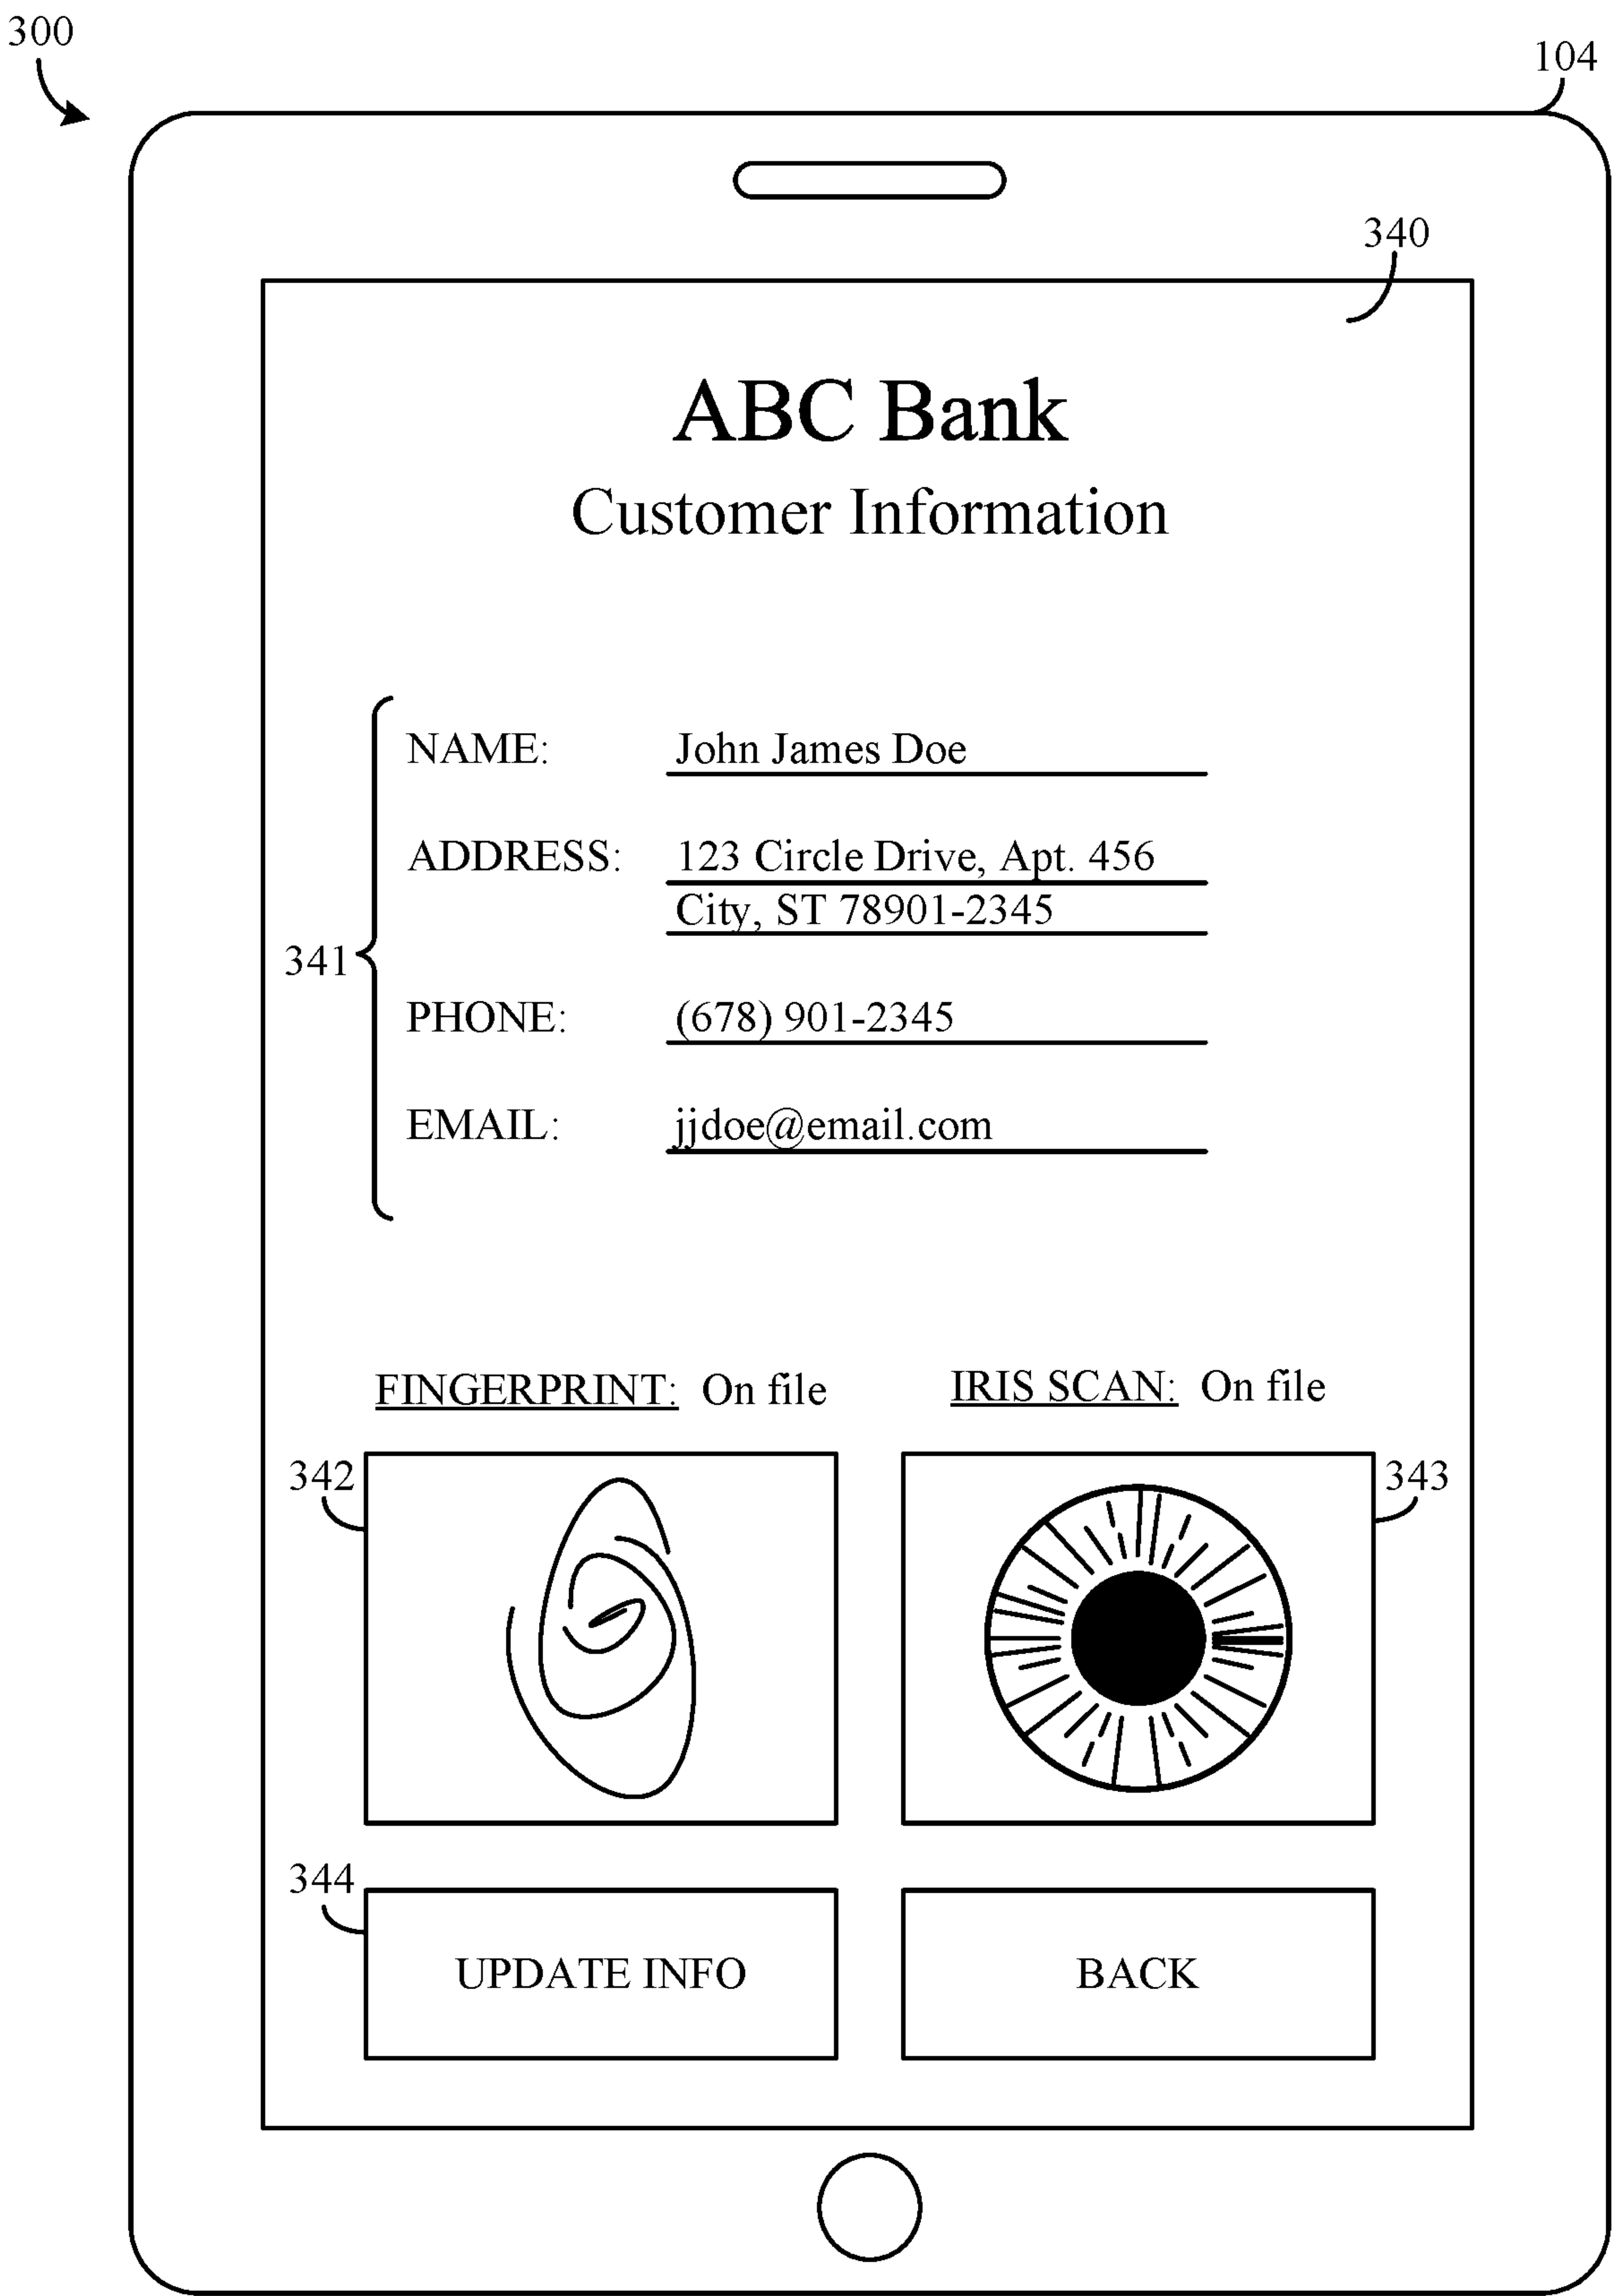 300
104
340
ABC Bank
Customer Information
NAME: John James Doe
ADDRESS: 123 Circle Drive, Apt. 456
City, ST 78901-2345
341
PHONE: (678) 901-2345
EMAIL: jjdoe@email.com
FINGERPRINT: On file IRIS SCAN: On file
342 343
344
UPDATE INFO BACK